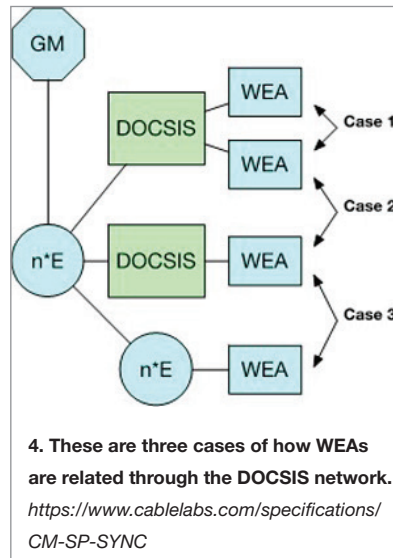 GM
WEA
DOCSIS
Case 1
WEA
Case 2
n*E
DOCSIS
WEA
Case 3
n*E
WEA
4. These are three cases of how WEAs
are related through the DOCSIS network.
https://www.cablelabs.com/specifications/
CM-SP-SYNC